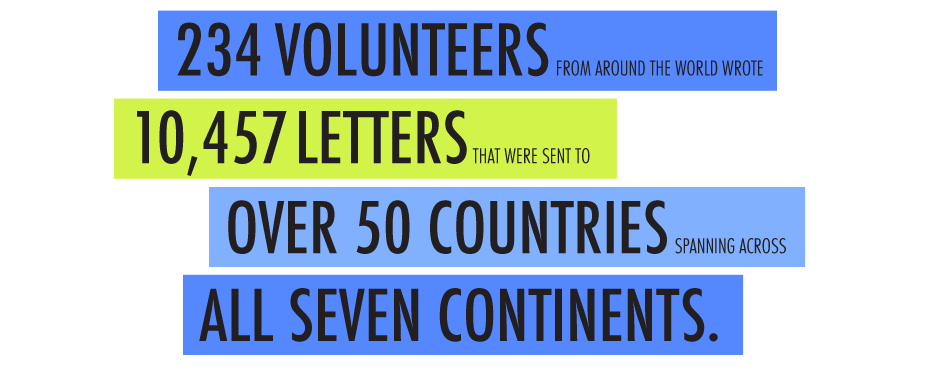 234 VOLUNTEERS FROM AROUND THE WORLD WROTE
10,457 LETTERS THAT WERE SENT TO
OVER 50 COUNTRIES SPANNING ACROSS
ALL SEVEN CONTINENTS.